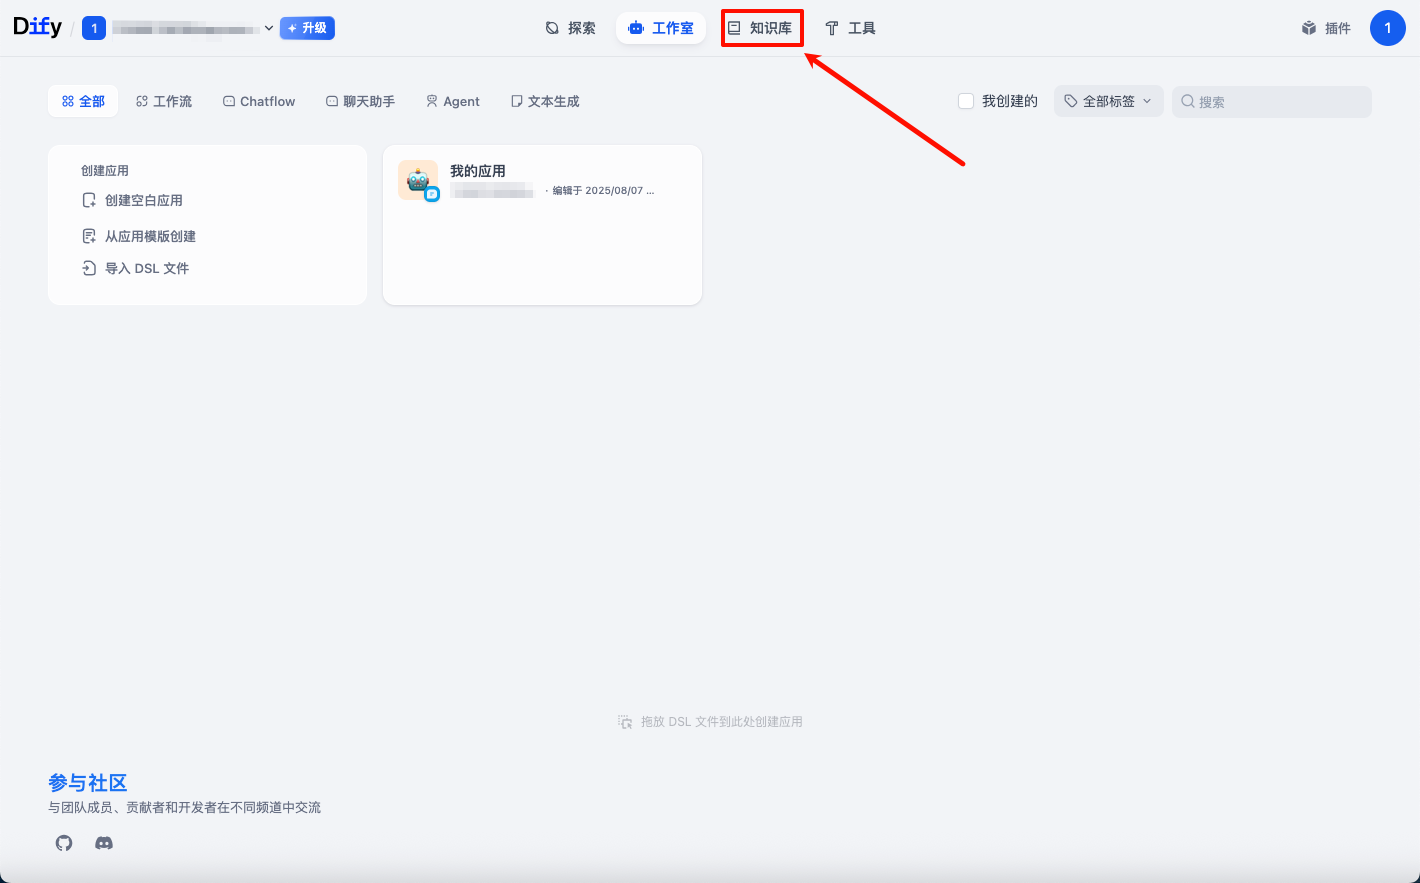 Dify / 1 升级 探索 工作室 知识库 工具 插件 1
全部 工作流 Chatflow 聊天助手 Agent 文本生成 我创建的 全部标签 搜索
创建应用
创建空白应用
从应用模版创建
导入 DSL 文件
我的应用
· 编辑于 2025/08/07 ...
拖放 DSL 文件到此处创建应用
参与社区
与团队成员、贡献者和开发者在不同频道中交流